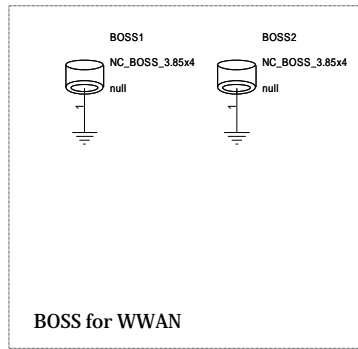 BOSS1
NC_BOSS_3.85x4
null
1
BOSS2
NC_BOSS_3.85x4
null
1
BOSS for WWAN